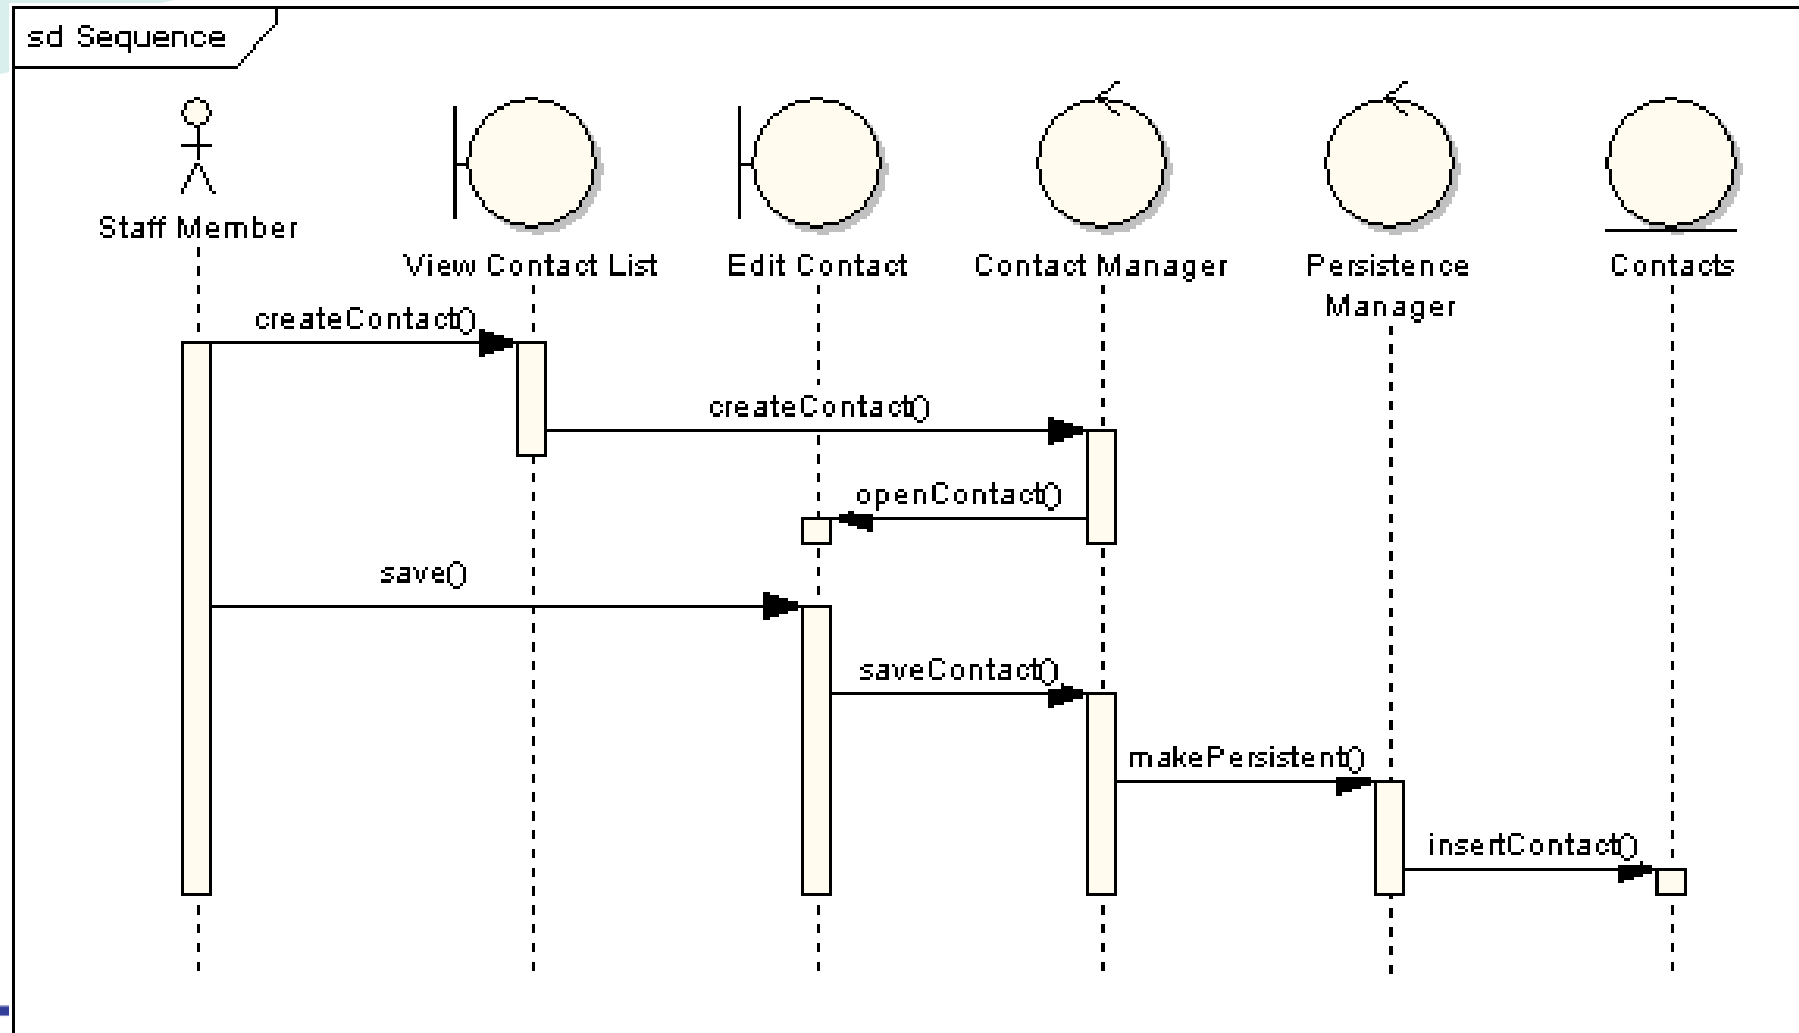 sd Sequence
Staff Member
View Contact List
Edit Contact
Contact Manager
Persistence
Manager
Contacts
createContact()
createContact()
openContact()
save()
saveContact()
makePersistent()
insertContact()